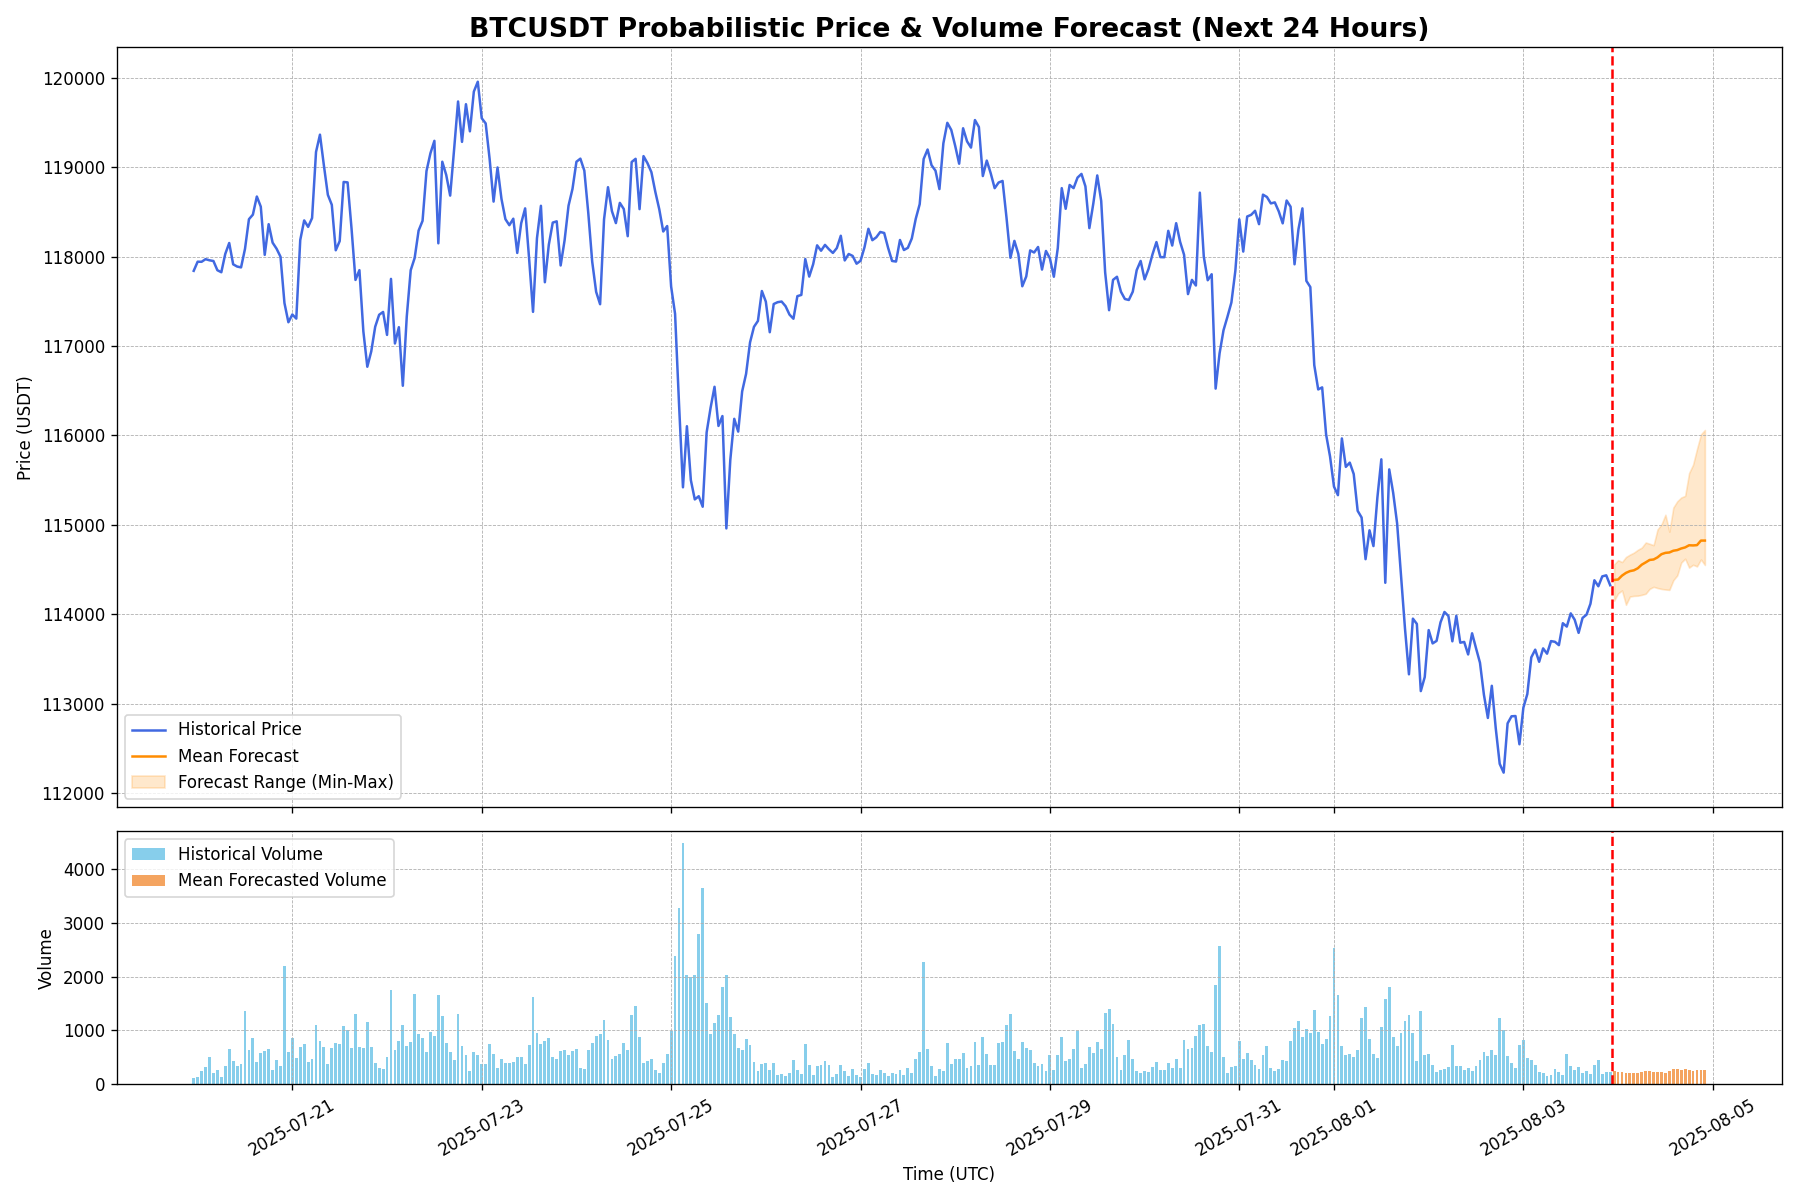 BTCUSDT Probabilistic Price & Volume Forecast (Next 24 Hours)
120000
119000
118000
117000
116000
115000
114000
113000
112000
Price (USDT)
Historical Price
Mean Forecast
Forecast Range (Min-Max)
Historical Volume
Mean Forecasted Volume
4000
3000
2000
1000
0
Volume
2025-07-21
2025-07-23
2025-07-25
2025-07-27
2025-07-29
2025-07-31
2025-08-01
2025-08-03
2025-08-05
Time (UTC)